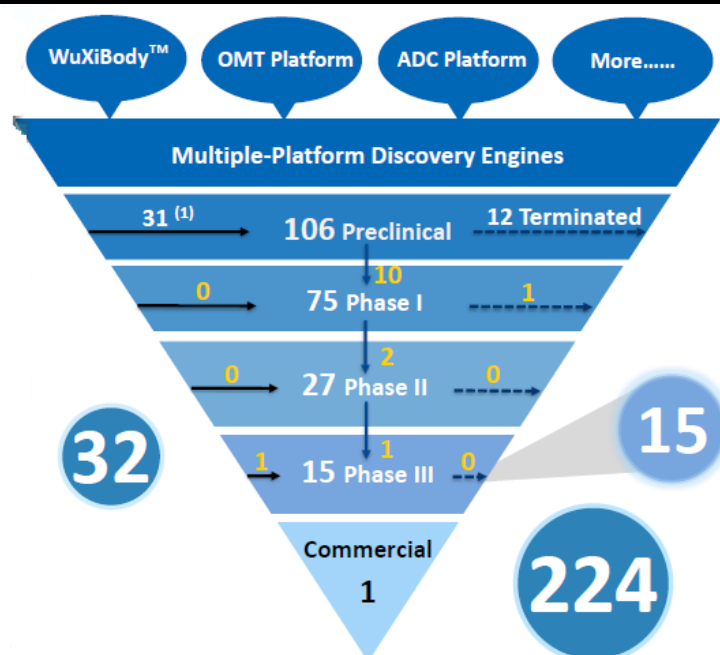 WuXiBody™
OMT Platform
ADC Platform
More……
Multiple-Platform Discovery Engines
31 (1)
106 Preclinical
12 Terminated
10
0
75 Phase I
1
2
0
27 Phase II
0
1
1
15 Phase III
0
15
32
Commercial
1
224